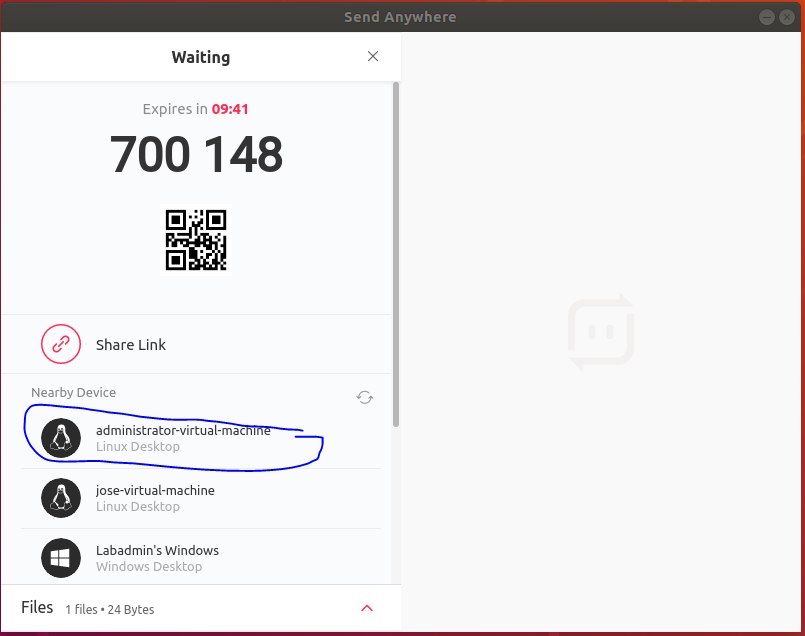 Send Anywhere
Waiting
Expires in 09:41
700 148
Share Link
Nearby Device
administrator-virtual-machine
Linux Desktop
jose-virtual-machine
Linux Desktop
Labadmin's Windows
Windows Desktop
Files 1 files • 24 Bytes